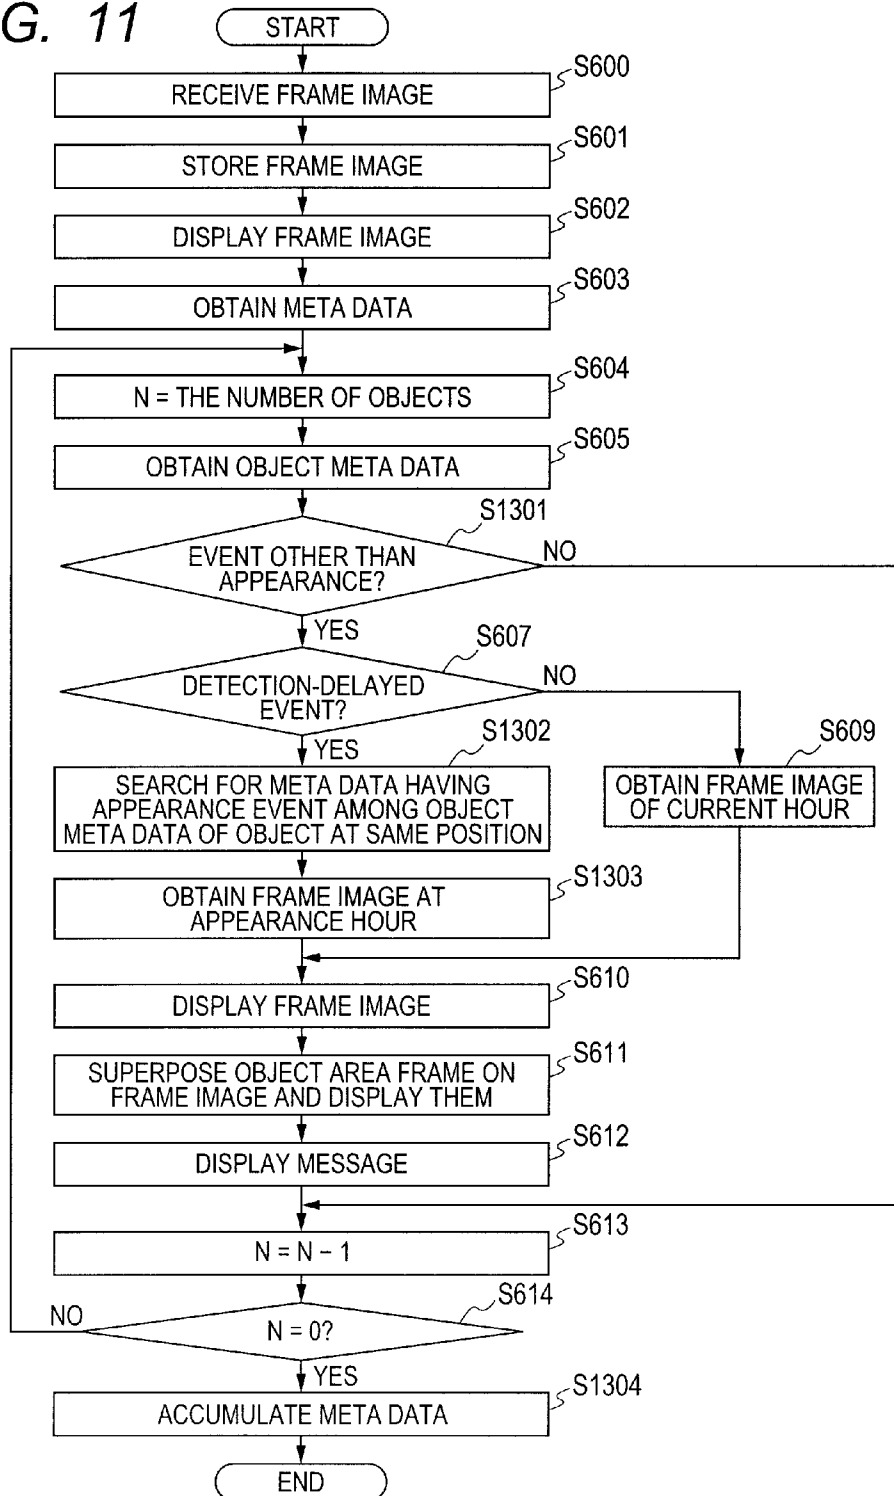 G. 11
START
S600
RECEIVE FRAME IMAGE
S601
STORE FRAME IMAGE
S602
DISPLAY FRAME IMAGE
S603
OBTAIN META DATA
S604
N = THE NUMBER OF OBJECTS
S605
OBTAIN OBJECT META DATA
S1301
EVENT OTHER THAN
APPEARANCE?
NO
YES
S607
DETECTION-DELAYED
EVENT?
NO
YES
S1302
SEARCH FOR META DATA HAVING
APPEARANCE EVENT AMONG OBJECT
META DATA OF OBJECT AT SAME POSITION
S609
OBTAIN FRAME IMAGE
OF CURRENT HOUR
S1303
OBTAIN FRAME IMAGE AT
APPEARANCE HOUR
S610
DISPLAY FRAME IMAGE
S611
SUPERPOSE OBJECT AREA FRAME ON
FRAME IMAGE AND DISPLAY THEM
S612
DISPLAY MESSAGE
S613
N = N − 1
S614
NO
N = 0?
YES
S1304
ACCUMULATE META DATA
END